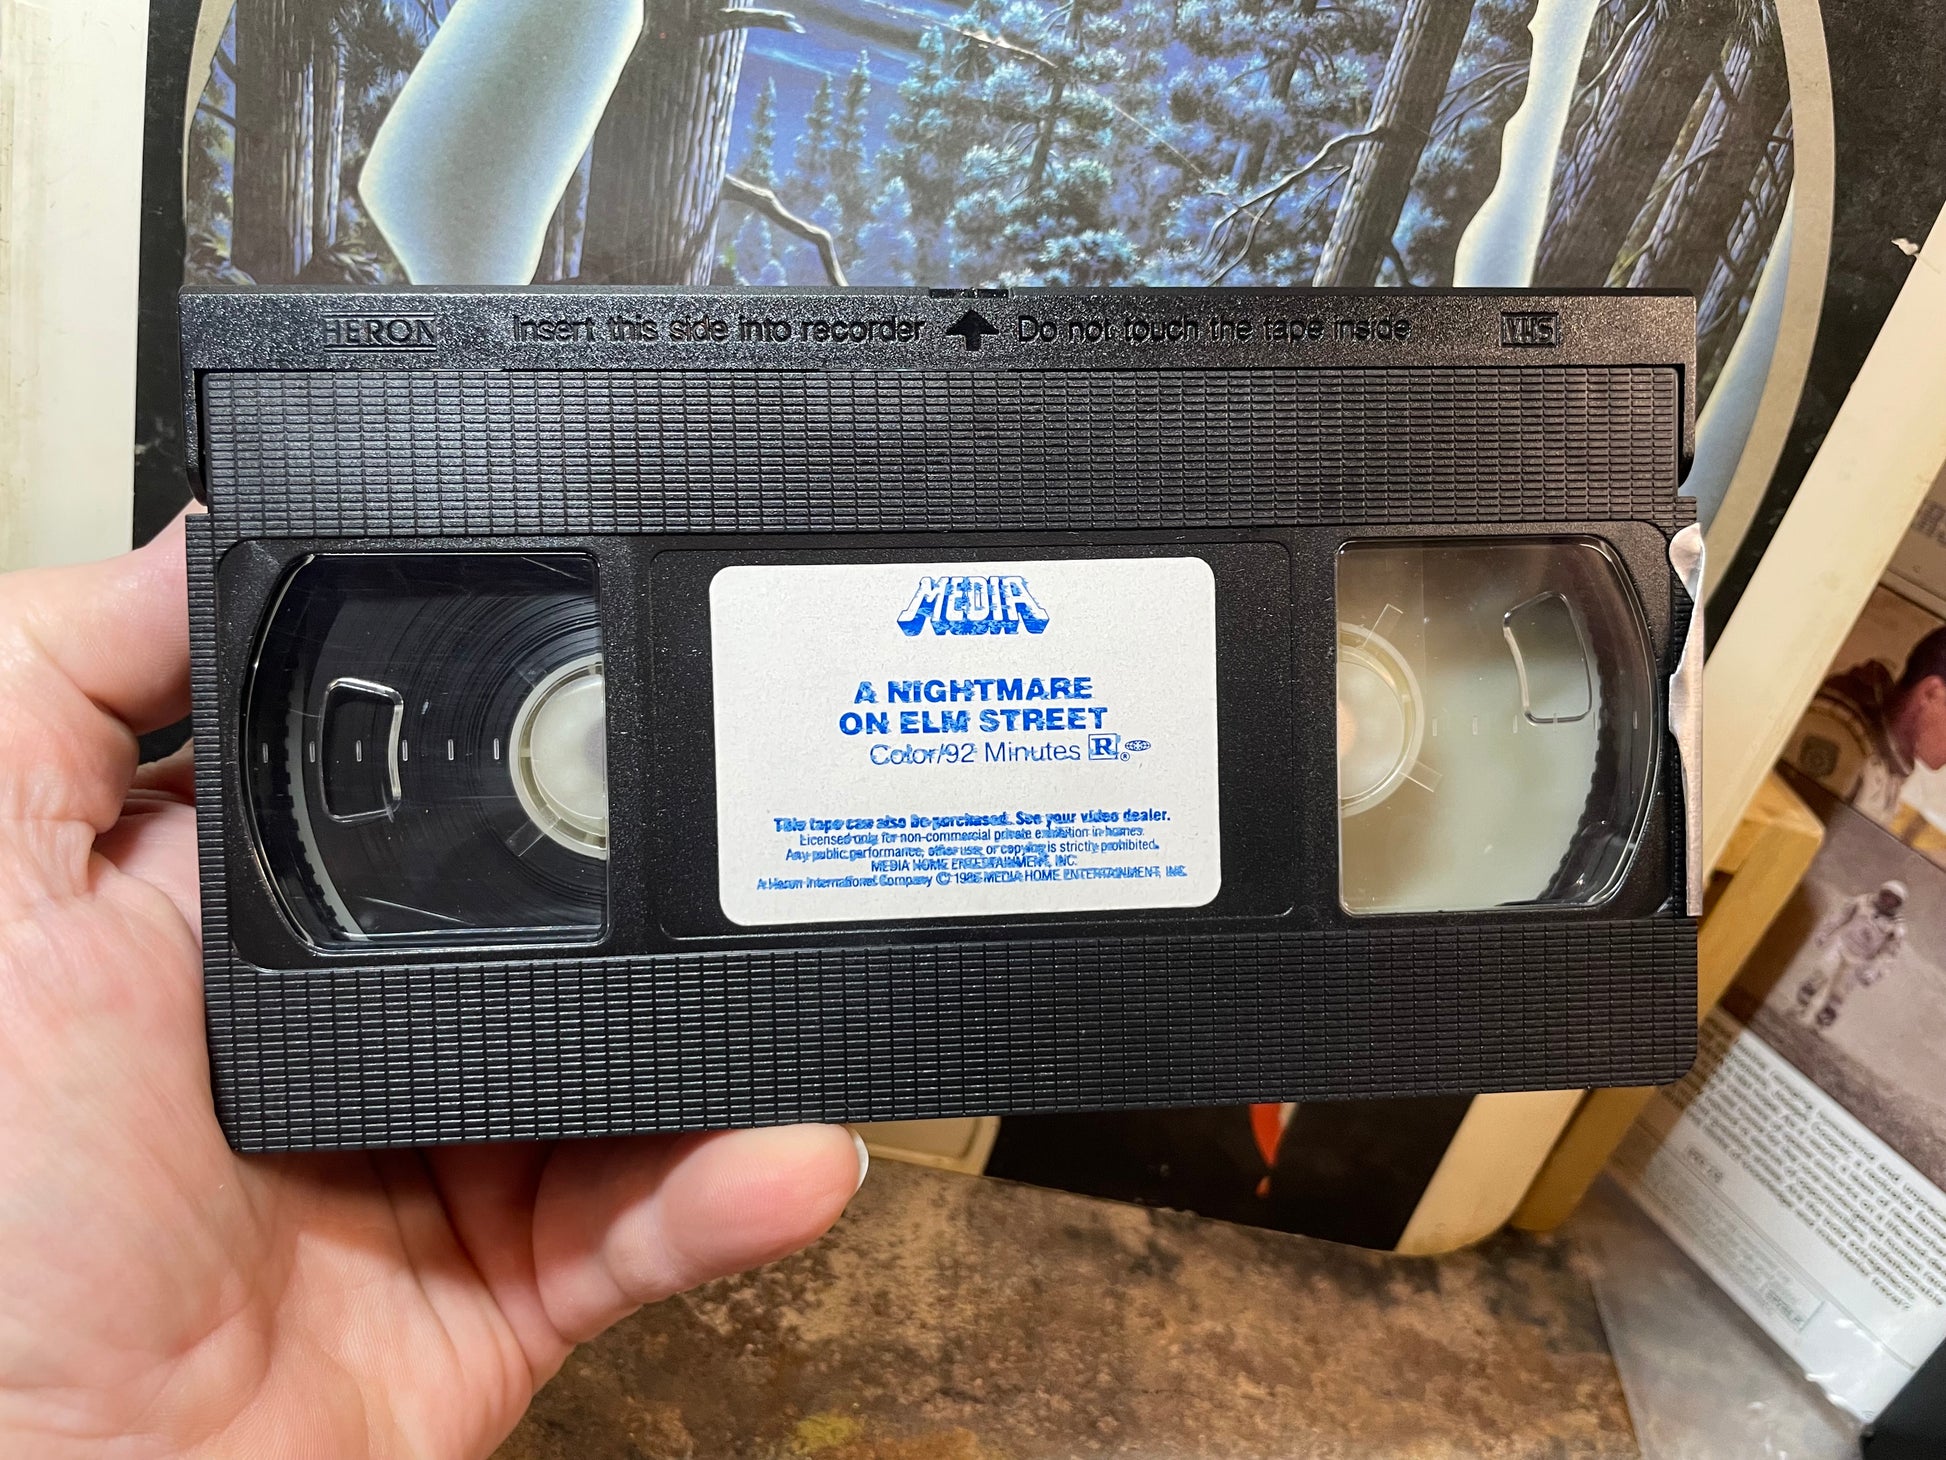 HERON Insert this side into recorder Do not touch the tape inside VHS
MEDIA
A NIGHTMARE
ON ELM STREET
Color/92 Minutes R ®
This tape can also be purchased. See your video dealer.
Licensed only for non-commercial private exhibition in homes.
Any public performance, other use, or copying is strictly prohibited.
MEDIA HOME ENTERTAINMENT, INC.
A Heron International Company © 1985 MEDIA HOME ENTERTAINMENT, INC.